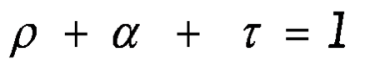 ρ + α + τ = 1